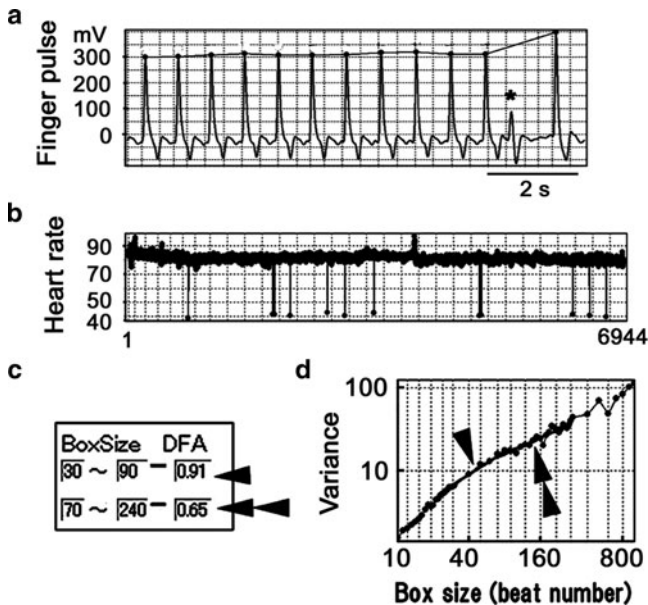 a
mV
300
200
100
0
Finger pulse
*
2 s
b
90
70
50
40
Heart rate
1 6944
c
BoxSize DFA
30 ~ 90 - 0.91
70 ~ 240 - 0.65
d
100
10
Variance
10 40 160 800
Box size (beat number)